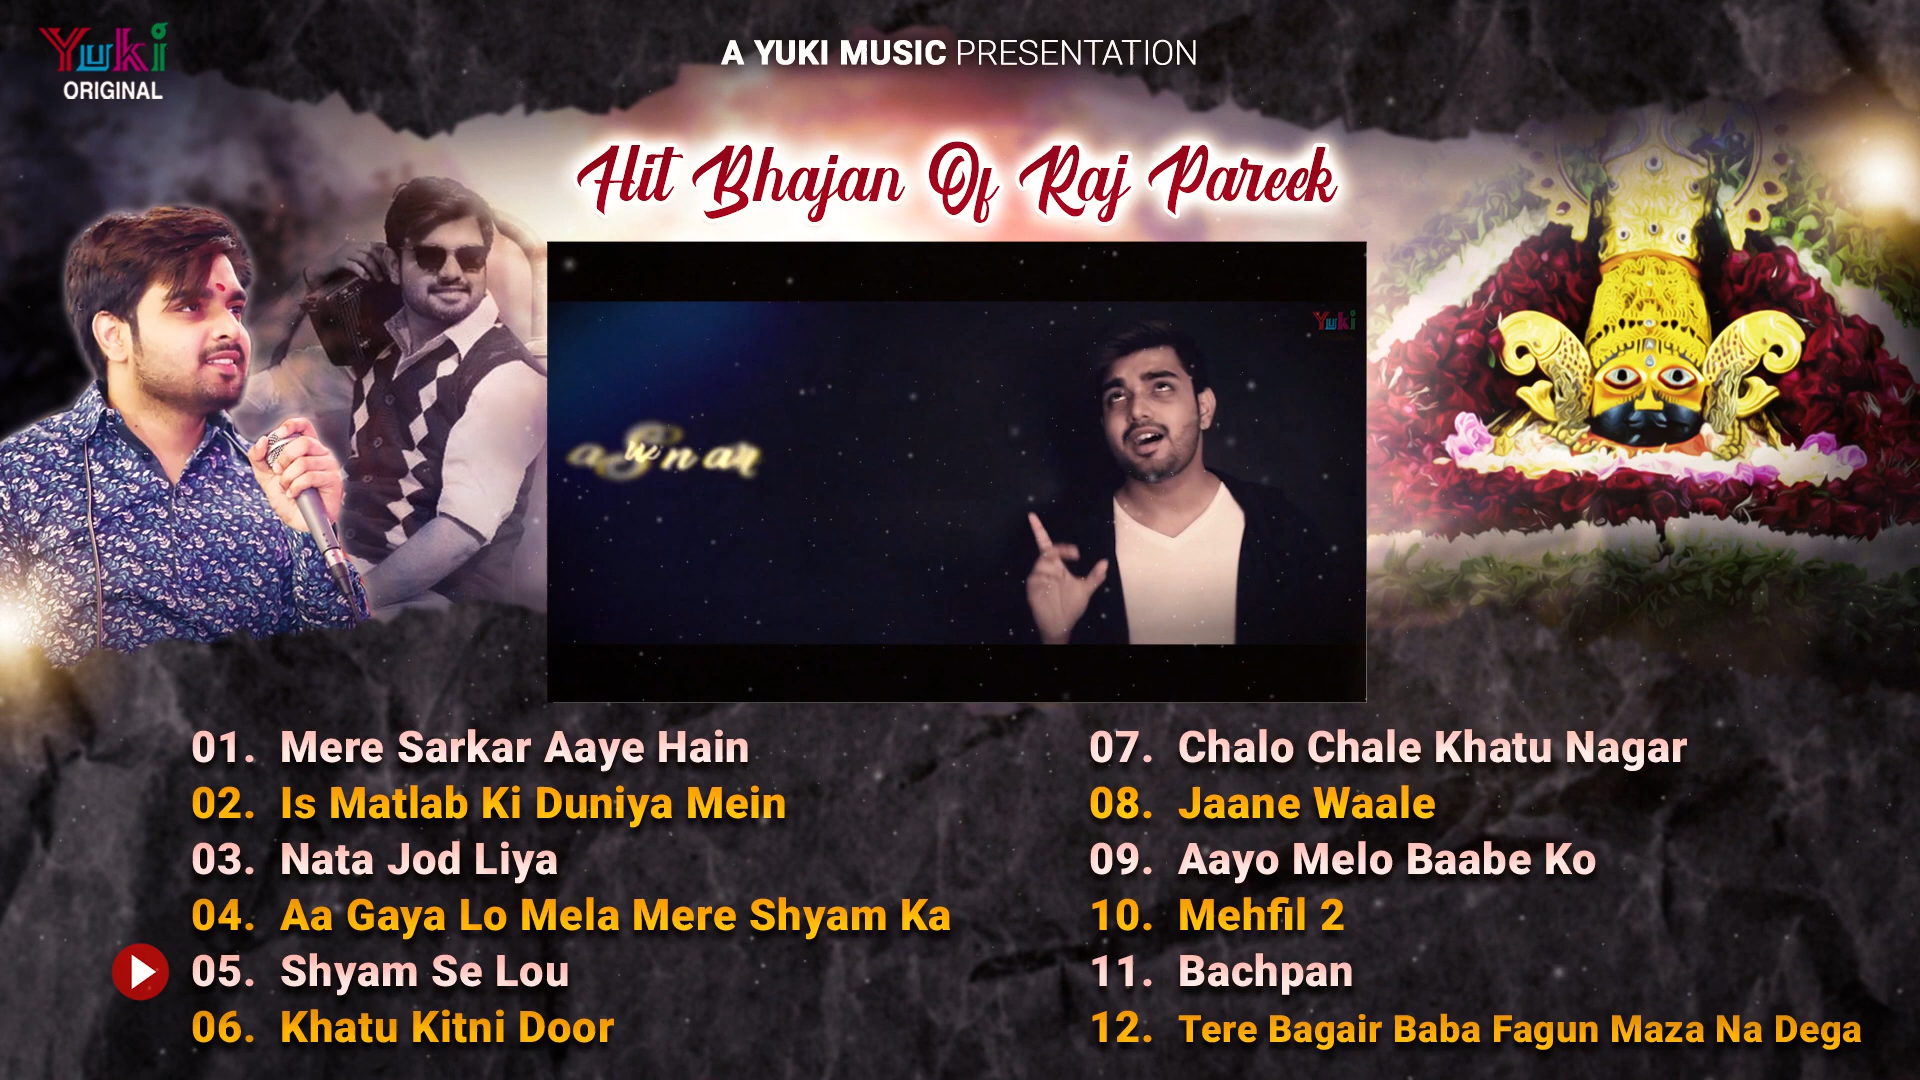 Yuki
ORIGINAL
A YUKI MUSIC PRESENTATION
Hit Bhajan Of Raj Pareek
Yuki
01. Mere Sarkar Aaye Hain
02. Is Matlab Ki Duniya Mein
03. Nata Jod Liya
04. Aa Gaya Lo Mela Mere Shyam Ka
05. Shyam Se Lou
06. Khatu Kitni Door
07. Chalo Chale Khatu Nagar
08. Jaane Waale
09. Aayo Melo Baabe Ko
10. Mehfil 2
11. Bachpan
12. Tere Bagair Baba Fagun Maza Na Dega